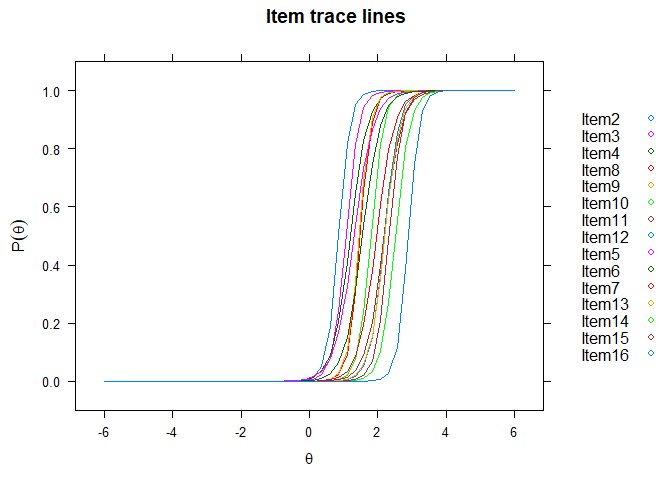 Item trace lines
1.0
0.8
0.6
0.4
0.2
0.0
P(θ)
-6
-4
-2
0
2
4
6
θ
Item2
Item3
Item4
Item8
Item9
Item10
Item11
Item12
Item5
Item6
Item7
Item13
Item14
Item15
Item16